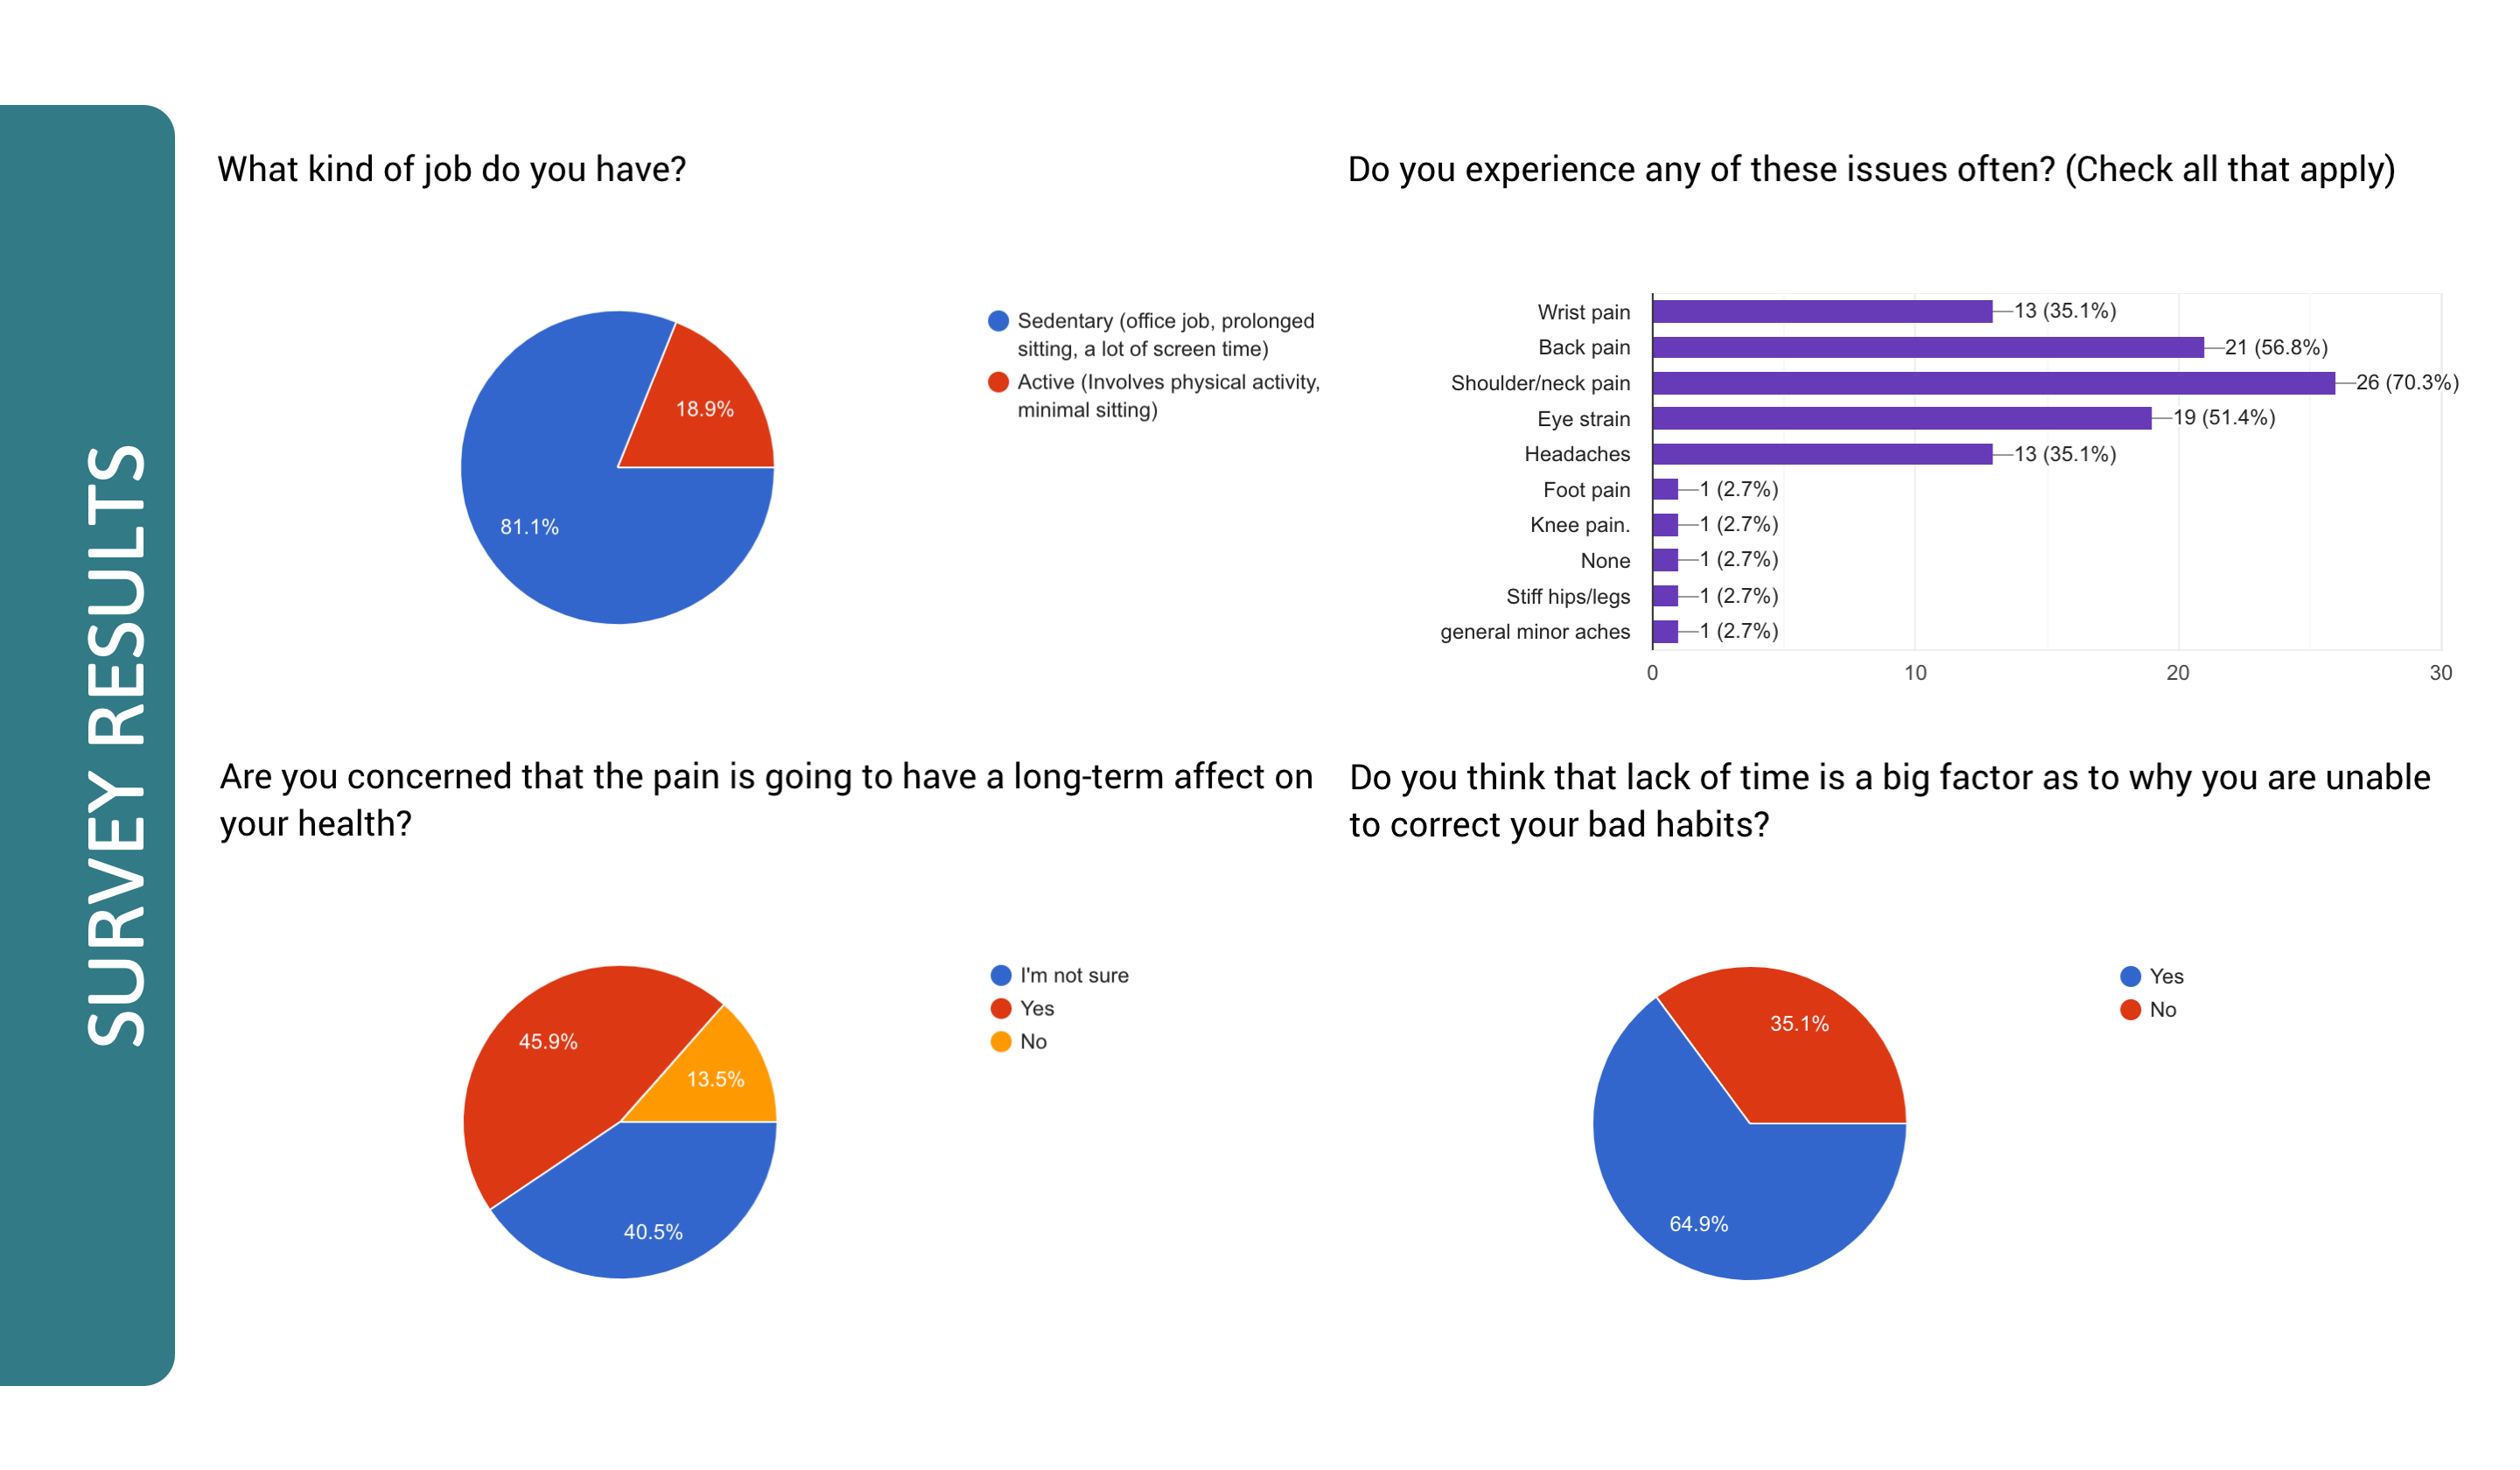 SURVEY RESULTS
What kind of job do you have?
81.1%
18.9%
Sedentary (office job, prolonged
sitting, a lot of screen time)
Active (Involves physical activity,
minimal sitting)
Do you experience any of these issues often? (Check all that apply)
Wrist pain 13 (35.1%)
Back pain 21 (56.8%)
Shoulder/neck pain 26 (70.3%)
Eye strain 19 (51.4%)
Headaches 13 (35.1%)
Foot pain 1 (2.7%)
Knee pain. 1 (2.7%)
None 1 (2.7%)
Stiff hips/legs 1 (2.7%)
general minor aches 1 (2.7%)
0 10 20 30
Are you concerned that the pain is going to have a long-term affect on
your health?
45.9%
13.5%
40.5%
I'm not sure
Yes
No
Do you think that lack of time is a big factor as to why you are unable
to correct your bad habits?
35.1%
64.9%
Yes
No